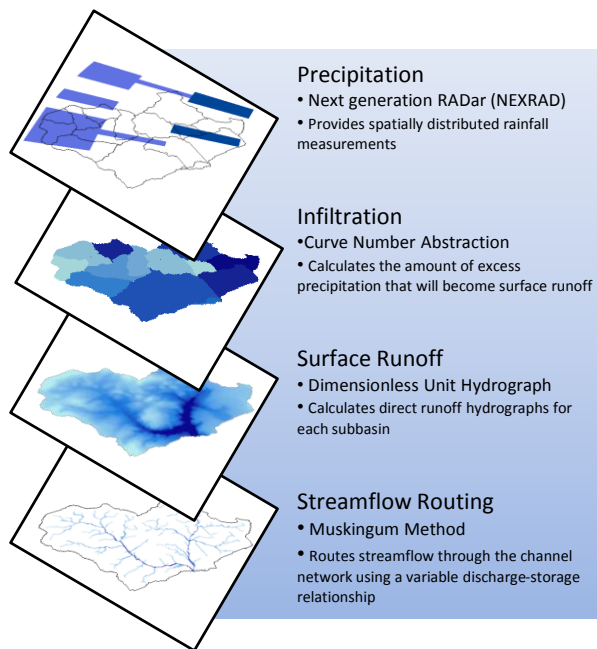 Precipitation
• Next generation RADar (NEXRAD)
• Provides spatially distributed rainfall
measurements
Infiltration
•Curve Number Abstraction
• Calculates the amount of excess
precipitation that will become surface runoff
Surface Runoff
• Dimensionless Unit Hydrograph
• Calculates direct runoff hydrographs for
each subbasin
Streamflow Routing
• Muskingum Method
• Routes streamflow through the channel
network using a variable discharge-storage
relationship